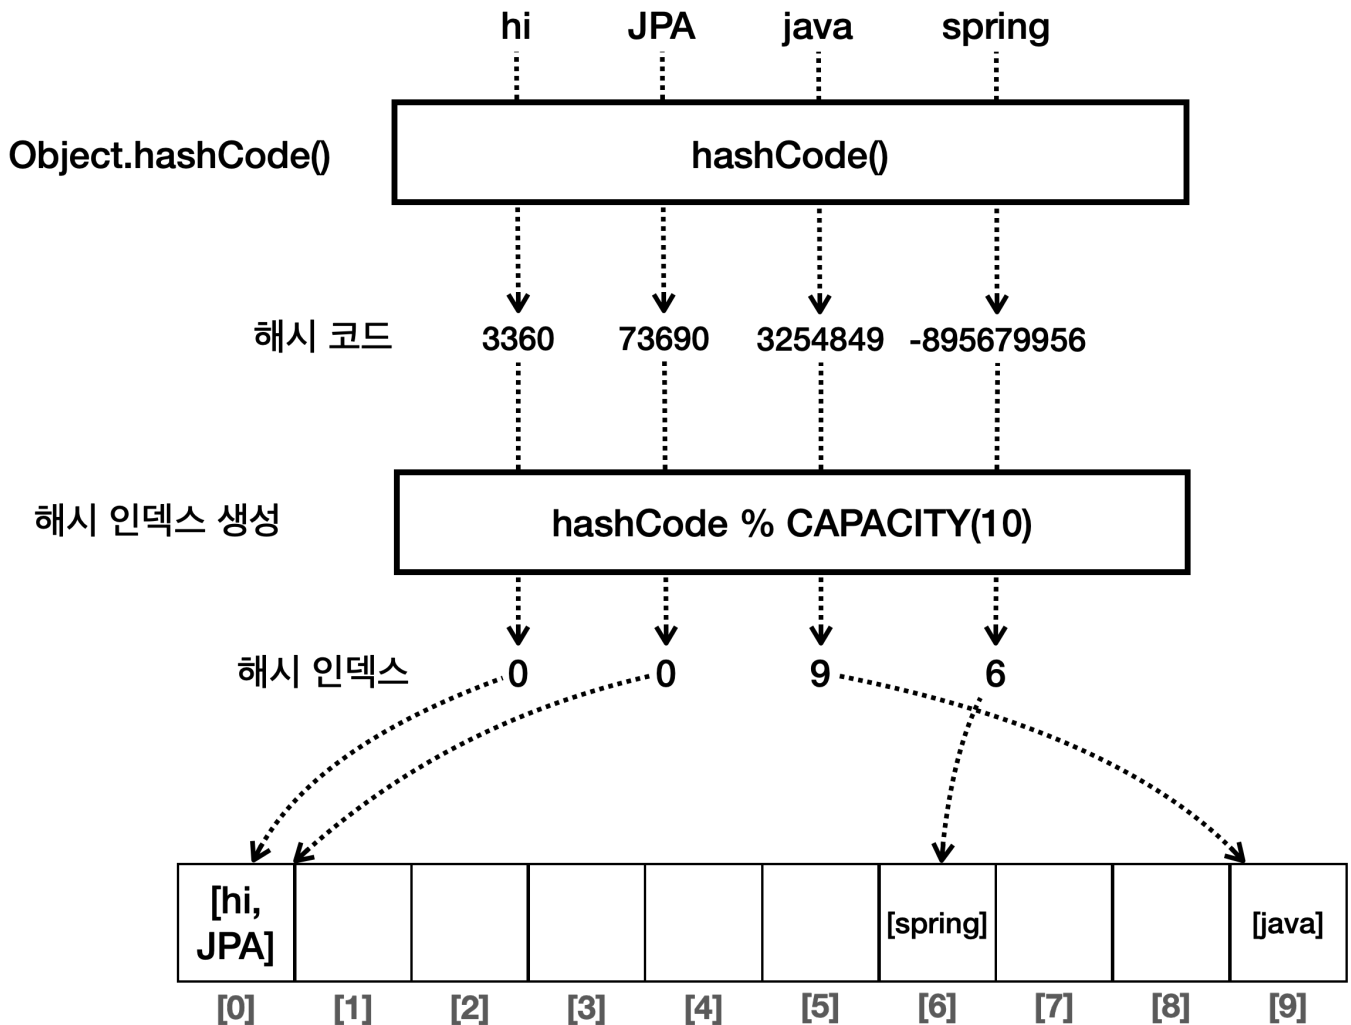 hi JPA java spring
Object.hashCode() hashCode()
해시 코드 3360 73690 3254849 -895679956
해시 인덱스 생성 hashCode % CAPACITY(10)
해시 인덱스 0 0 9 6
[hi,
JPA] [spring] [java]
[0] [1] [2] [3] [4] [5] [6] [7] [8] [9]